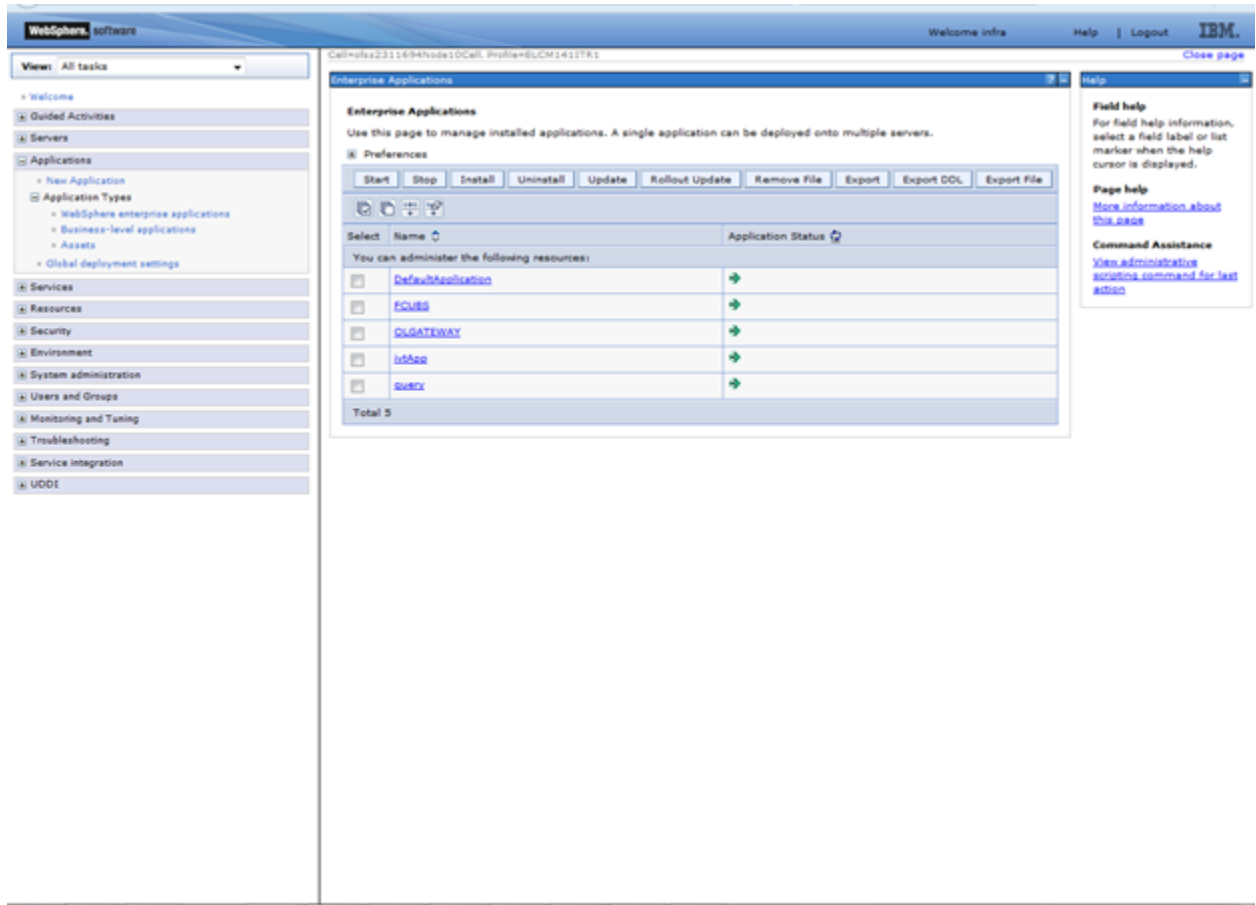 WebSphere. software
Welcome infra
Help | Logout
IBM.
View: All tasks
Welcome
Guided Activities
Servers
Applications
New Application
Application Types
WebSphere enterprise applications
Business-level applications
Assets
Global deployment settings
Services
Resources
Security
Environment
System administration
Users and Groups
Monitoring and Tuning
Troubleshooting
Service integration
UDDI
Cell=ofss2311694Node10Cell, Profile=ELCM141ITR1
Close page
Enterprise Applications
Enterprise Applications
Use this page to manage installed applications. A single application can be deployed onto multiple servers.
Preferences
Start Stop Install Uninstall Update Rollout Update Remove File Export Export DDL Export File
Select Name Application Status
You can administer the following resources:
DefaultApplication
FCUBS
OLGATEWAY
ivtApp
query
Total 5
Help
Field help
For field help information,
select a field label or list
marker when the help
cursor is displayed.
Page help
More information about
this page
Command Assistance
View administrative
scripting command for last
action